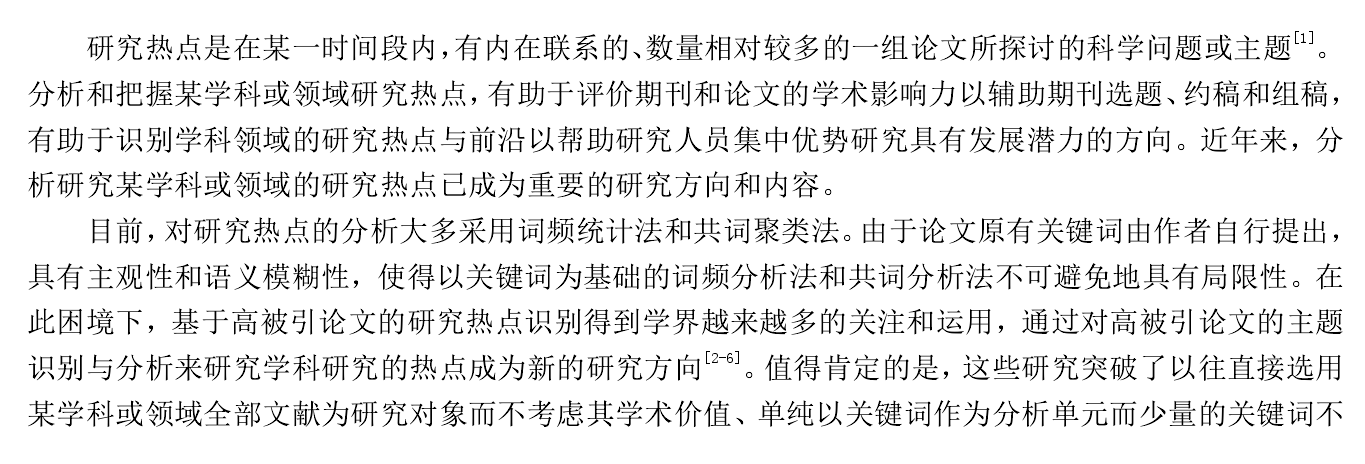 研究热点是在某一时间段内,有内在联系的、数量相对较多的一组论文所探讨的科学问题或主题[1]。
分析和把握某学科或领域研究热点,有助于评价期刊和论文的学术影响力以辅助期刊选题、约稿和组稿,
有助于识别学科领域的研究热点与前沿以帮助研究人员集中优势研究具有发展潜力的方向。近年来,分
析研究某学科或领域的研究热点已成为重要的研究方向和内容。
目前,对研究热点的分析大多采用词频统计法和共词聚类法。由于论文原有关键词由作者自行提出,
具有主观性和语义模糊性,使得以关键词为基础的词频分析法和共词分析法不可避免地具有局限性。在
此困境下,基于高被引论文的研究热点识别得到学界越来越多的关注和运用,通过对高被引论文的主题
识别与分析来研究学科研究的热点成为新的研究方向[2-6]。值得肯定的是,这些研究突破了以往直接选用
某学科或领域全部文献为研究对象而不考虑其学术价值、单纯以关键词作为分析单元而少量的关键词不